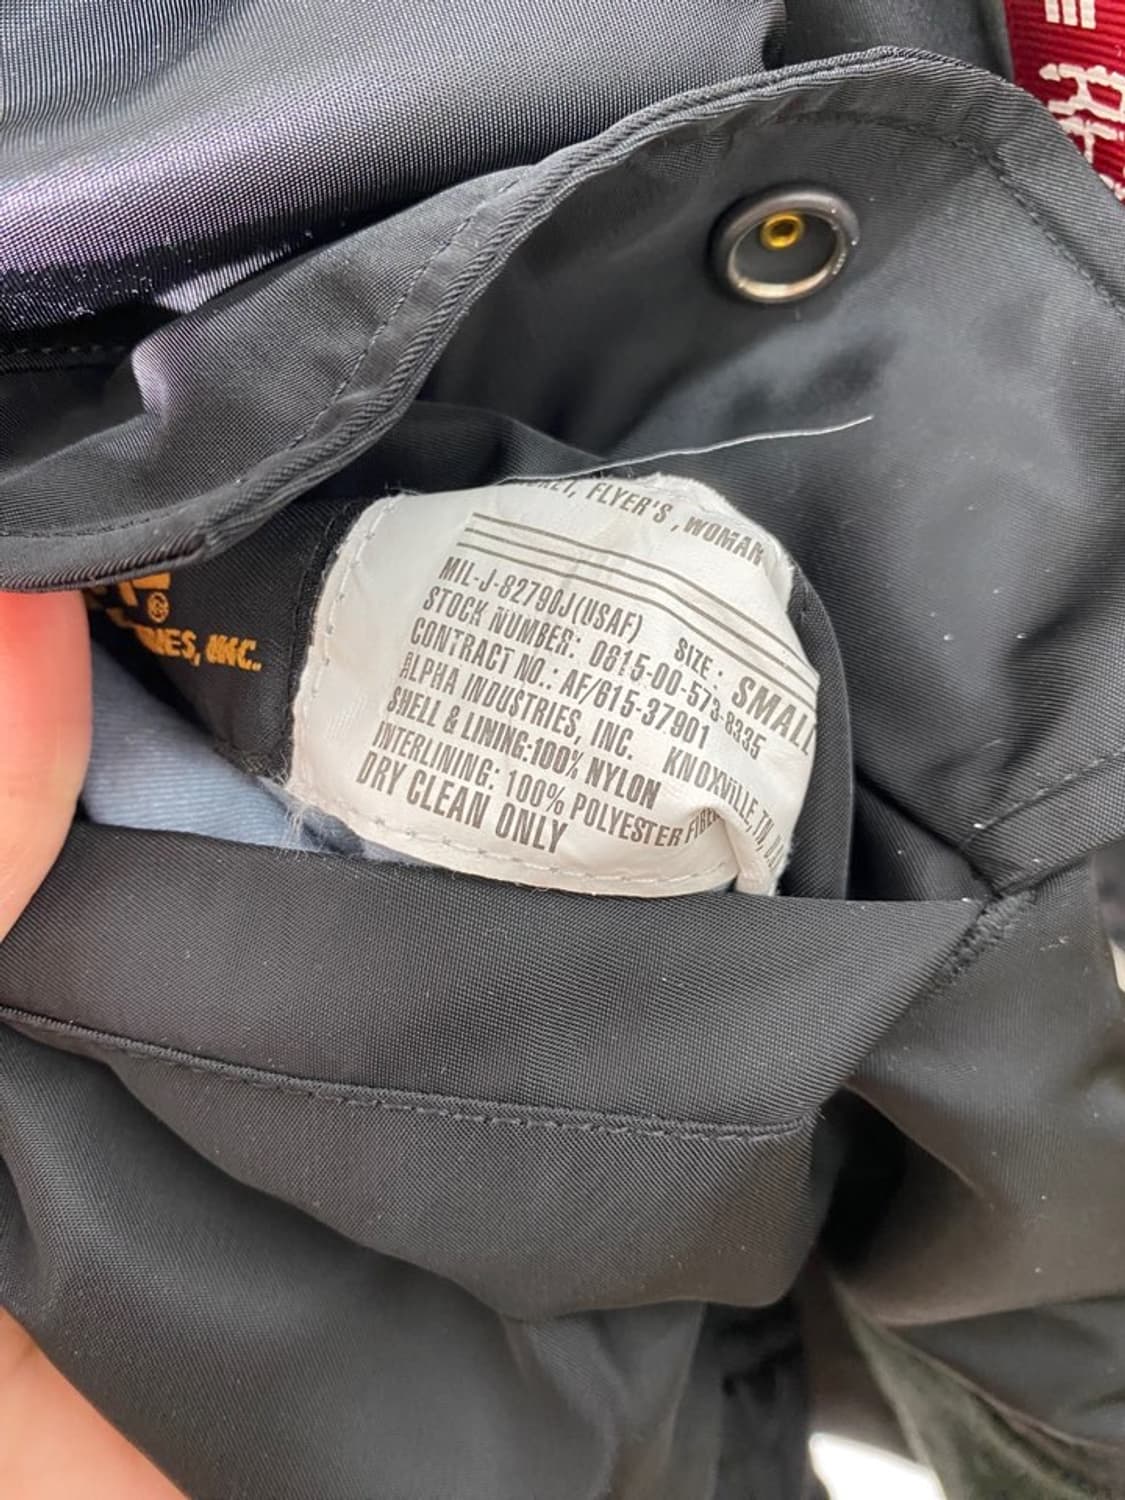 FLYER'S, WOMAN
MIL-J-82790J(USAF)
SIZE: SMALL
STOCK NUMBER: 0615-00-573-8335
CONTRACT NO.: AF/615-37901
ALPHA INDUSTRIES, INC. KNOXVILLE, TN,
SHELL & LINING:100% NYLON
INTERLINING: 100% POLYESTER
DRY CLEAN ONLY
INC.